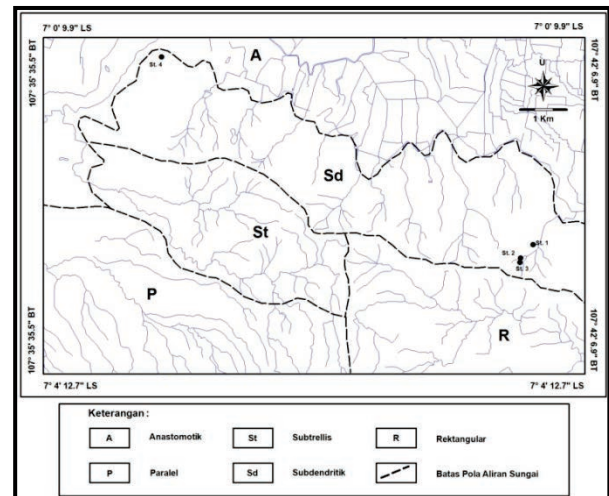 7° 0' 9.9" LS
7° 0' 9.9" LS
107° 35' 35.5" BT
107° 42' 6.9" BT
A
St. 4
U
1 Km
Sd
St
St. 1
St. 2
St. 3
P
R
107° 35' 35.5" BT
107° 42' 6.9" BT
7° 4' 12.7" LS
7° 4' 12.7" LS
Keterangan :
A Anastomotik St Subtrellis R Rektangular
P Paralel Sd Subdendritik Batas Pola Aliran Sungai